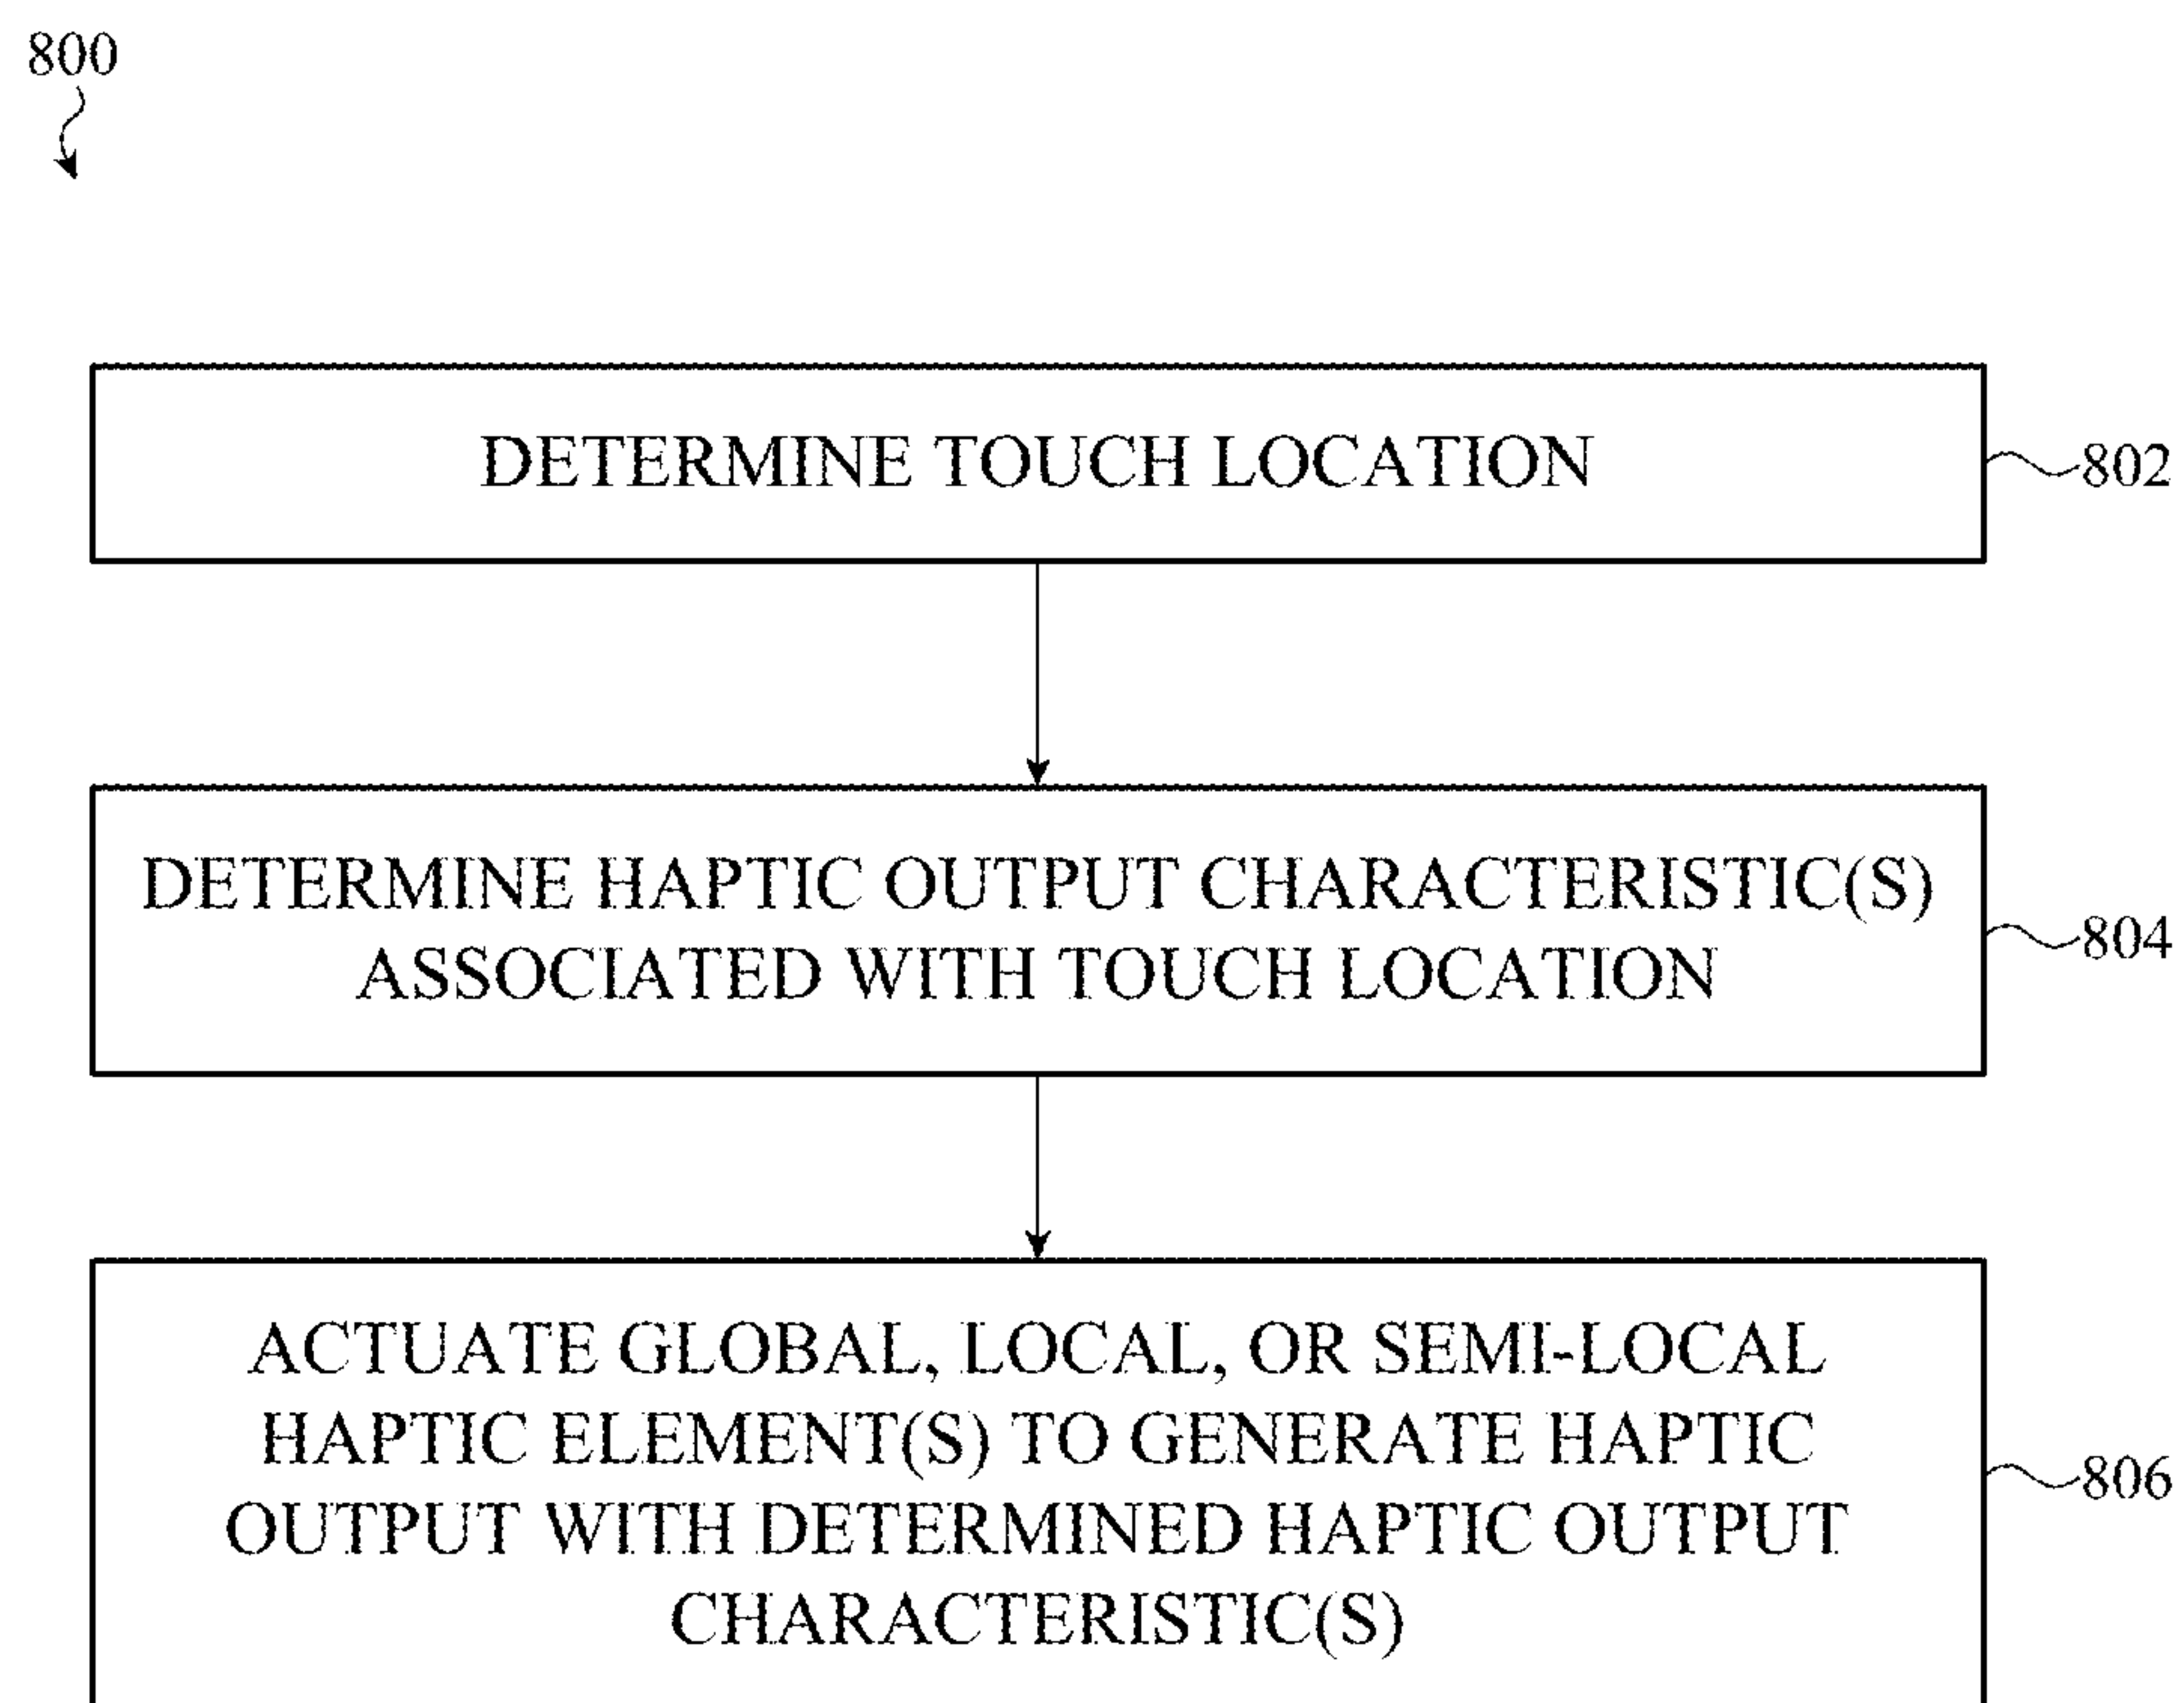 800
DETERMINE TOUCH LOCATION
802
DETERMINE HAPTIC OUTPUT CHARACTERISTIC(S)
ASSOCIATED WITH TOUCH LOCATION
804
ACTUATE GLOBAL, LOCAL, OR SEMI-LOCAL
HAPTIC ELEMENT(S) TO GENERATE HAPTIC
OUTPUT WITH DETERMINED HAPTIC OUTPUT
CHARACTERISTIC(S)
806